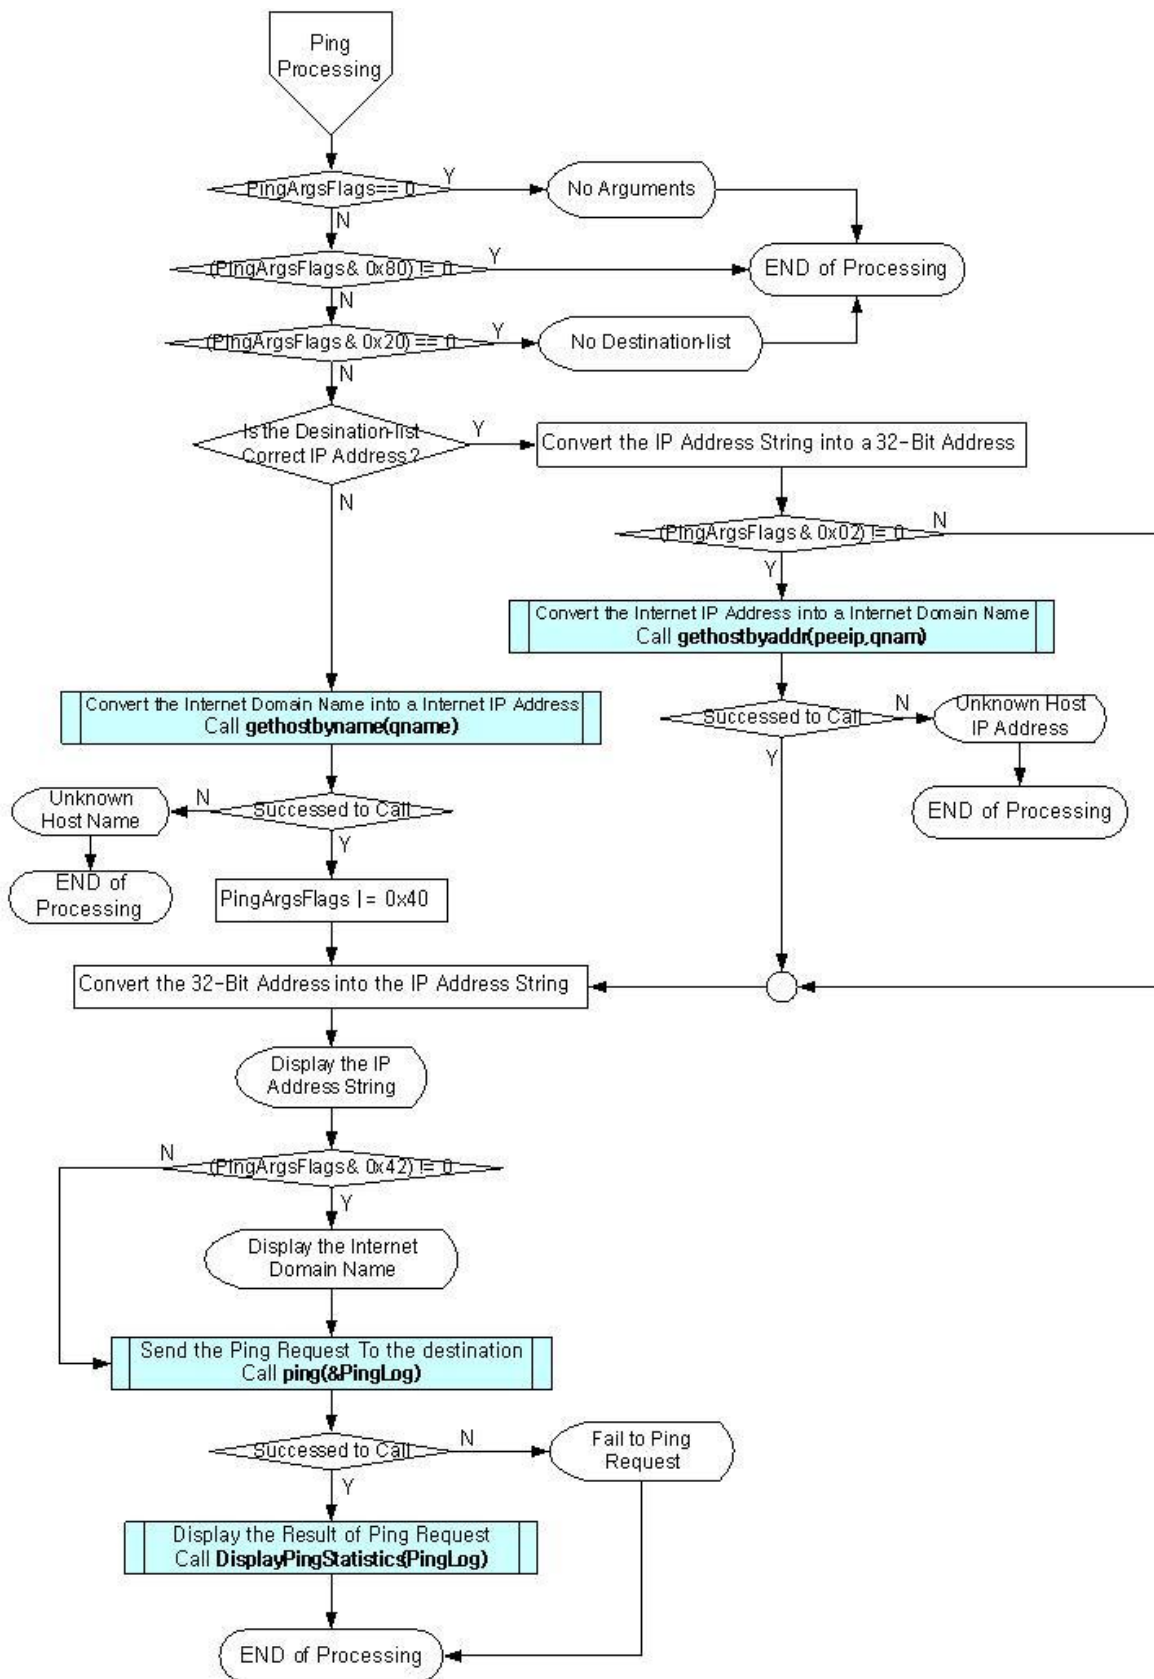 Ping
Processing
PingArgsFlags== 0
Y
No Arguments
N
(PingArgsFlags & 0x80) != 0
Y
END of Processing
N
(PingArgsFlags & 0x20) == 0
Y
No Destination-list
N
Is the Desination-list
Correct IP Address?
Y
Convert the IP Address String into a 32-Bit Address
N
(PingArgsFlags & 0x02) != 0
N
Y
Convert the Internet IP Address into a Internet Domain Name
Call gethostbyaddr(peeip,qnam)
Convert the Internet Domain Name into a Internet IP Address
Call gethostbyname(qname)
Successed to Call
N
Unknown Host
IP Address
Y
END of Processing
Unknown
Host Name
N
Successed to Call
Y
END of
Processing
PingArgsFlags |= 0x40
Convert the 32-Bit Address into the IP Address String
Display the IP
Address String
N
(PingArgsFlags & 0x42) != 0
Y
Display the Internet
Domain Name
Send the Ping Request To the destination
Call ping(&PingLog)
Successed to Call
N
Fail to Ping
Request
Y
Display the Result of Ping Request
Call DisplayPingStatistics(PingLog)
END of Processing